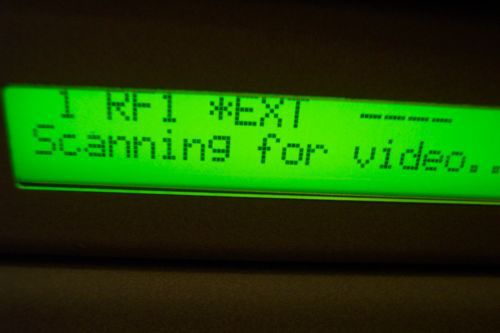 1 RF1 *EXT -----
Scanning for video..